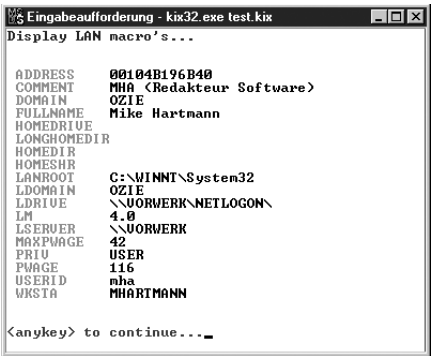 Eingabeaufforderung - kix32.exe test.kix
Display LAN macro's...
ADDRESS 00104B196B40
COMMENT MHA (Redakteur Software)
DOMAIN OZIE
FULLNAME Mike Hartmann
HOMEDRIVE
LONGHOMEDIR
HOMEDIR
HOMESHR
LANROOT C:\WINNT\System32
LDOMAIN OZIE
LDRIVE \\VORWERK\NETLOGON\
LM 4.0
LSERVER \\VORWERK
MAXPWAGE 42
PRIV USER
PWAGE 116
USERID mha
WKSTA MHARTMANN
<anykey> to continue..._